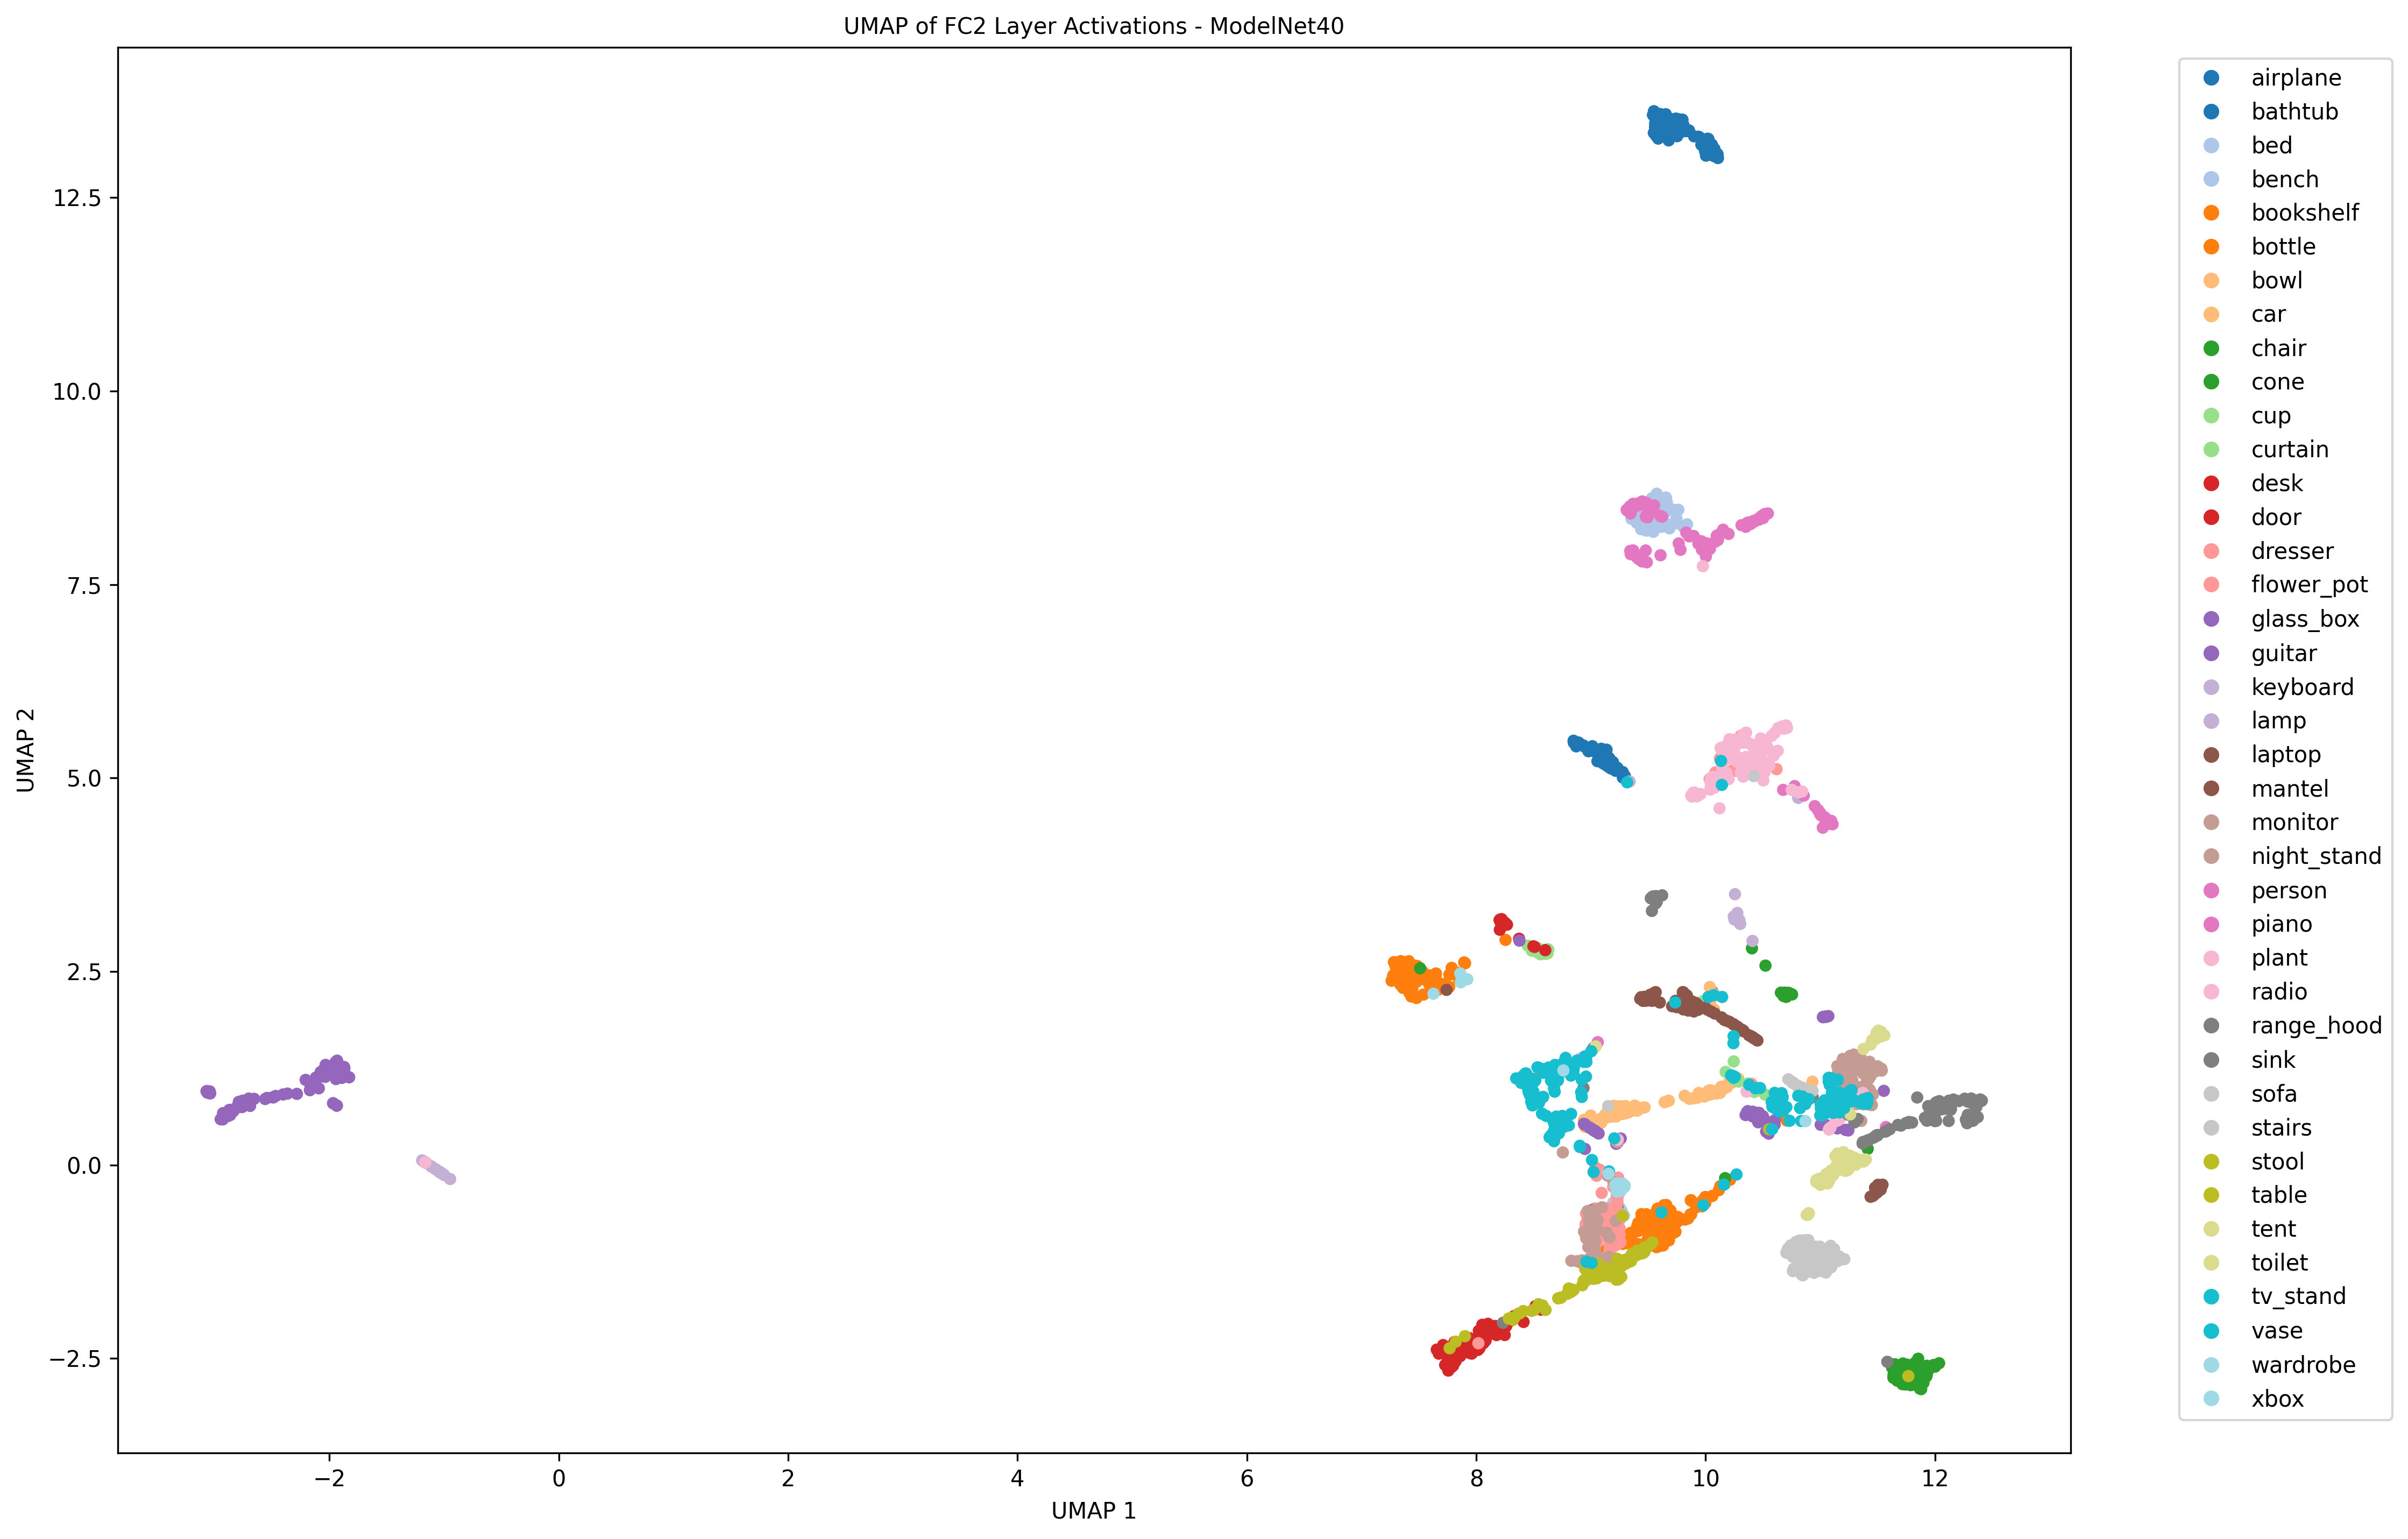 UMAP of FC2 Layer Activations - ModelNet40
UMAP 2
12.5
10.0
7.5
5.0
2.5
0.0
−2.5
−2
0
2
4
6
8
10
12
UMAP 1
airplane
bathtub
bed
bench
bookshelf
bottle
bowl
car
chair
cone
cup
curtain
desk
door
dresser
flower_pot
glass_box
guitar
keyboard
lamp
laptop
mantel
monitor
night_stand
person
piano
plant
radio
range_hood
sink
sofa
stairs
stool
table
tent
toilet
tv_stand
vase
wardrobe
xbox